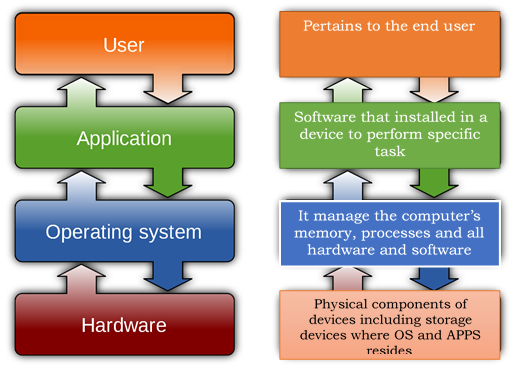 User
Application
Operating system
Hardware
Pertains to the end user
Software that installed in a
device to perform specific
task
It manage the computer's
memory, processes and all
hardware and software
Physical components of
devices including storage
devices where OS and APPS
resides